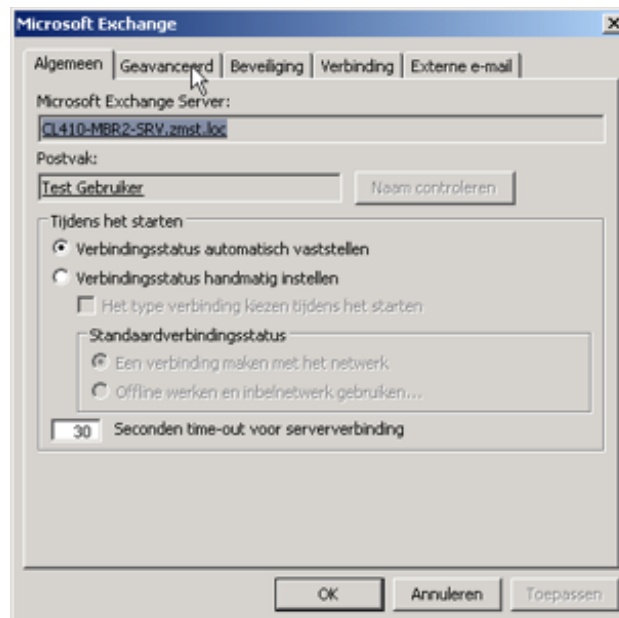 Microsoft Exchange
Algemeen Geavanceerd Beveiliging Verbinding Externe e-mail
Microsoft Exchange Server:
CL410-MBR2-SRV.zmst.loc
Postvak:
Test Gebruiker Naam controleren
Tijdens het starten
Verbindingsstatus automatisch vaststellen
Verbindingsstatus handmatig instellen
Het type verbinding kiezen tijdens het starten
Standaardverbindingsstatus
Een verbinding maken met het netwerk
Offline werken en inbelnetwerk gebruiken...
30 Seconden time-out voor serververbinding
OK Annuleren Toepassen